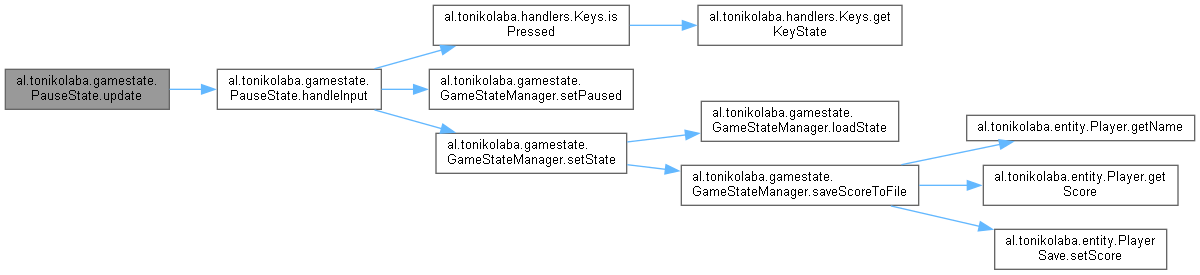 al.tonikolaba.gamestate.
PauseState.update
al.tonikolaba.gamestate.
PauseState.handleInput
al.tonikolaba.handlers.Keys.is
Pressed
al.tonikolaba.handlers.Keys.get
KeyState
al.tonikolaba.gamestate.
GameStateManager.setPaused
al.tonikolaba.gamestate.
GameStateManager.setState
al.tonikolaba.gamestate.
GameStateManager.loadState
al.tonikolaba.gamestate.
GameStateManager.saveScoreToFile
al.tonikolaba.entity.Player.getName
al.tonikolaba.entity.Player.get
Score
al.tonikolaba.entity.Player
Save.setScore